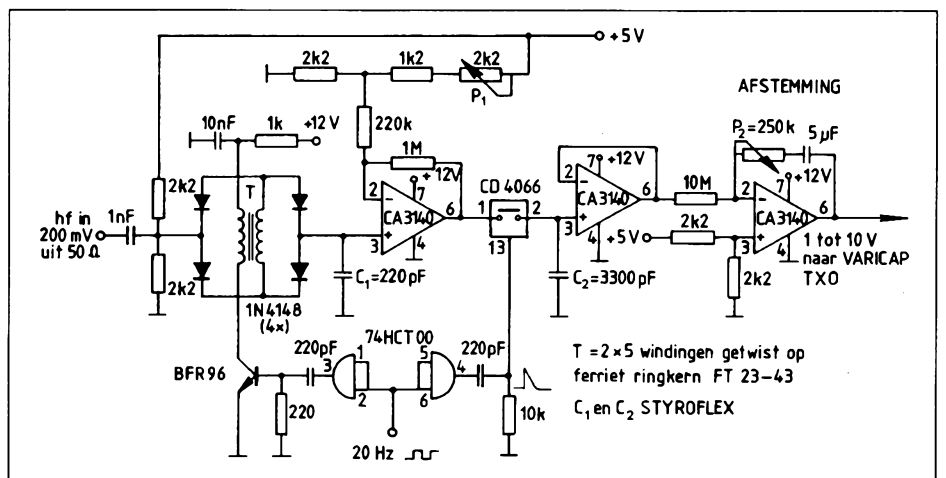 +5V
2k2
1k2
2k2
P1
AFSTEMMING
10nF
1k
+12V
220k
1M
P2=250k
5µF
2k2
T
2
3
7
+12V
4
6
CA3140
CD 4066
1
2
13
2
3
7
+12V
4
6
CA3140
10M
2
3
7
+12V
4
6
CA3140
hf in
200 mV
uit 50Ω
1nF
2k2
1N4148
(4x)
C1=220pF
C2=3300pF
+5V
2k2
2k2
1 tot 10 V
naar VARICAP
TXO
BFR96
220pF
3
1
2
74HCT00
5
6
4
220pF
220
10k
20 Hz
T = 2×5 windingen getwist op
ferriet ringkern FT 23-43
C1 en C2 STYROFLEX